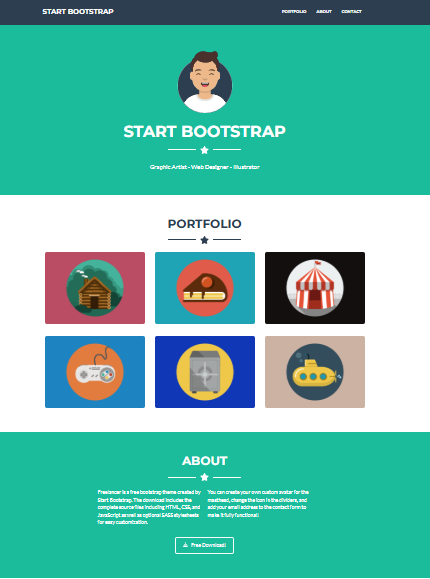 START BOOTSTRAP
PORTFOLIO ABOUT CONTACT
START BOOTSTRAP
Graphic Artist - Web Designer - Illustrator
PORTFOLIO
ABOUT
Freelancer is a free bootstrap theme created by
Start Bootstrap. The download includes the
complete source files including HTML, CSS, and
JavaScript as well as optional SASS stylesheets
for easy customization.
You can create your own custom avatar for the
masthead, change the icon in the dividers, and
add your email address to the contact form to
make it fully functional!
Free Download!